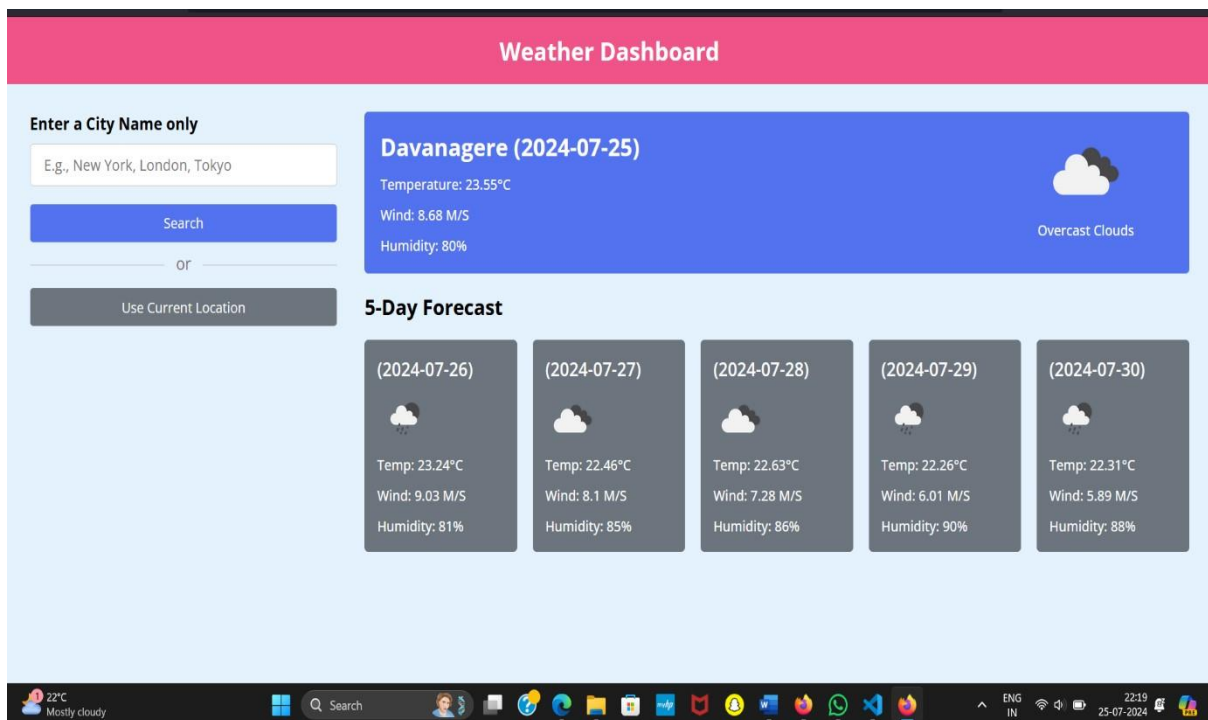 Weather Dashboard
Enter a City Name only
E.g., New York, London, Tokyo
Search
or
Use Current Location
Davanagere (2024-07-25)
Temperature: 23.55°C
Wind: 8.68 M/S
Humidity: 80%
Overcast Clouds
5-Day Forecast
(2024-07-26)
Temp: 23.24°C
Wind: 9.03 M/S
Humidity: 81%
(2024-07-27)
Temp: 22.46°C
Wind: 8.1 M/S
Humidity: 85%
(2024-07-28)
Temp: 22.63°C
Wind: 7.28 M/S
Humidity: 86%
(2024-07-29)
Temp: 22.26°C
Wind: 6.01 M/S
Humidity: 90%
(2024-07-30)
Temp: 22.31°C
Wind: 5.89 M/S
Humidity: 88%
1
22°C
Mostly cloudy
Search
ENG
IN
22:19
25-07-2024